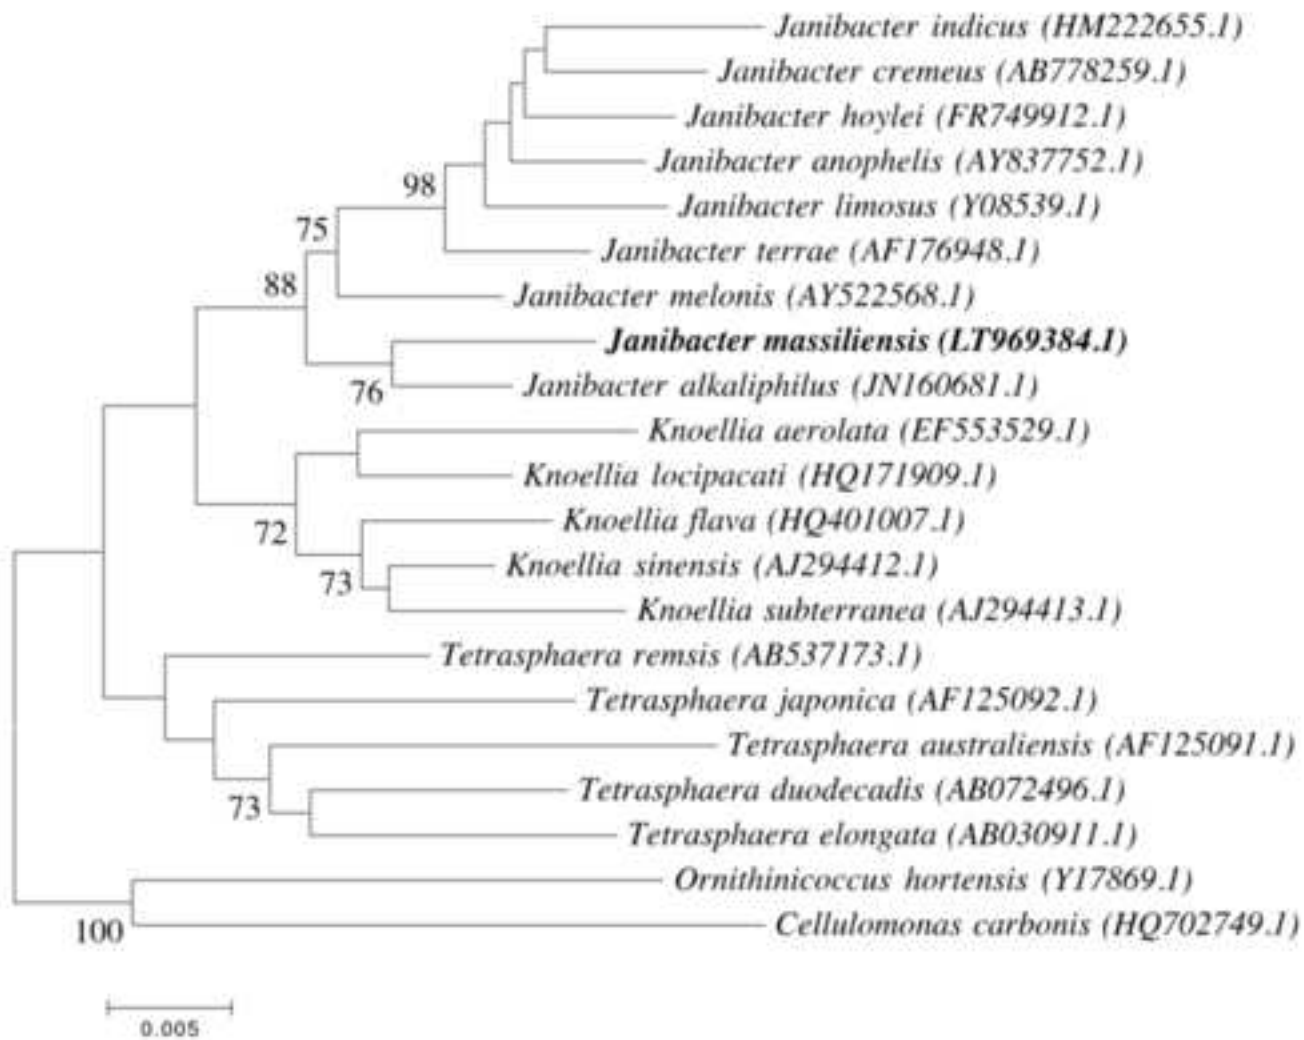 Janibacter indicus (HM222655.1)
Janibacter cremeus (AB778259.1)
Janibacter hoylei (FR749912.1)
Janibacter anophelis (AY837752.1)
98
Janibacter limosus (Y08539.1)
75
Janibacter terrae (AF176948.1)
88
Janibacter melonis (AY522568.1)
Janibacter massiliensis (LT969384.1)
Janibacter alkaliphilus (JN160681.1)
76
Knoellia aerolata (EF553529.1)
Knoellia locipacati (HQ171909.1)
Knoellia flava (HQ401007.1)
72
Knoellia sinensis (AJ294412.1)
73
Knoellia subterranea (AJ294413.1)
Tetrasphaera remsis (AB537173.1)
Tetrasphaera japonica (AF125092.1)
Tetrasphaera australiensis (AF125091.1)
Tetrasphaera duodecadis (AB072496.1)
73
Tetrasphaera elongata (AB030911.1)
Ornithinicoccus hortensis (Y17869.1)
Cellulomonas carbonis (HQ702749.1)
100
0.005